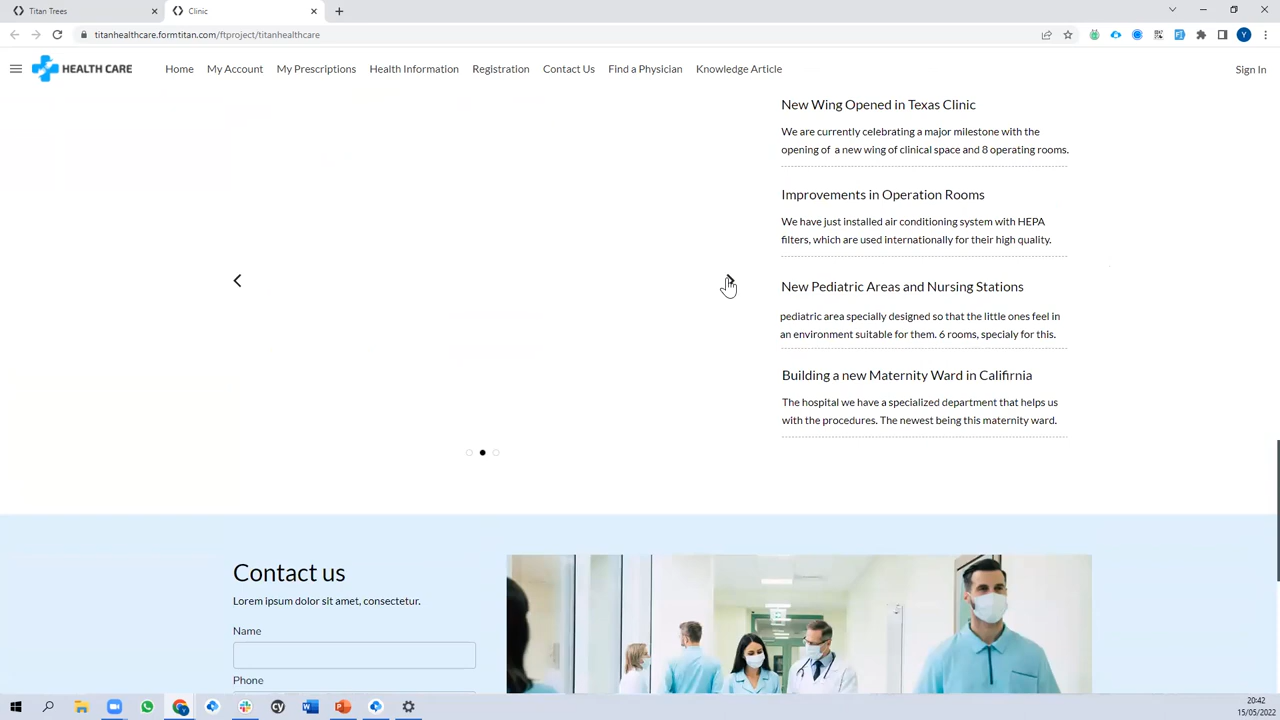 Titan Trees
Clinic
titanhealthcare.formtitan.com/ftproject/titanhealthcare
HEALTH CARE
Home
My Account
My Prescriptions
Health Information
Registration
Contact Us
Find a Physician
Knowledge Article
Sign In
New Wing Opened in Texas Clinic
We are currently celebrating a major milestone with the
opening of a new wing of clinical space and 8 operating rooms.
Improvements in Operation Rooms
We have just installed air conditioning system with HEPA
filters, which are used internationally for their high quality.
New Pediatric Areas and Nursing Stations
pediatric area specially designed so that the little ones feel in
an environment suitable for them. 6 rooms, specialy for this.
Building a new Maternity Ward in Califirnia
The hospital we have a specialized department that helps us
with the procedures. The newest being this maternity ward.
Contact us
Lorem ipsum dolor sit amet, consectetur.
Name
Phone
20:42
15/05/2022